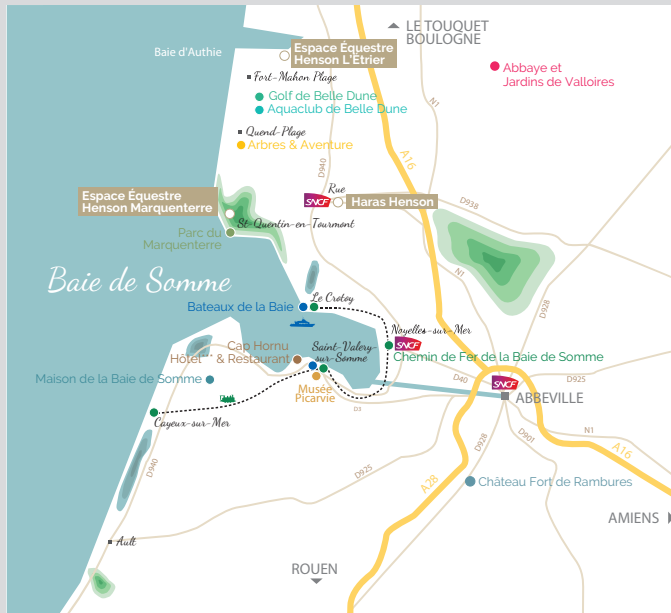 LE TOUQUET
BOULOGNE
Baie d'Authie
Espace Équestre
Henson L'Étrier
Abbaye et
Jardins de Valloires
Fort-Mahon Plage
Golf de Belle Dune
Aquaclub de Belle Dune
N1
Quend-Plage
Arbres & Aventure
A16
D940
Rue
SNCF
Haras Henson
D938
Espace Équestre
Henson Marquenterre
St-Quentin-en-Tourmont
Parc du
Marquenterre
N1
Baie de Somme
D928
Bateaux de la Baie
Le Crotoy
Noyelles-sur-Mer
SNCF
Chemin de Fer de la Baie de Somme
Cap Hornu
Hôtel
& Restaurant
Saint-Valery
-sur-Somme
Maison de la Baie de Somme
Musée
Picarvie
D40
SNCF
D925
ABBEVILLE
D3
Cayeux-sur-Mer
D928
D901
N1
A16
D940
D925
A28
Château Fort de Rambures
AMIENS
Ault
ROUEN